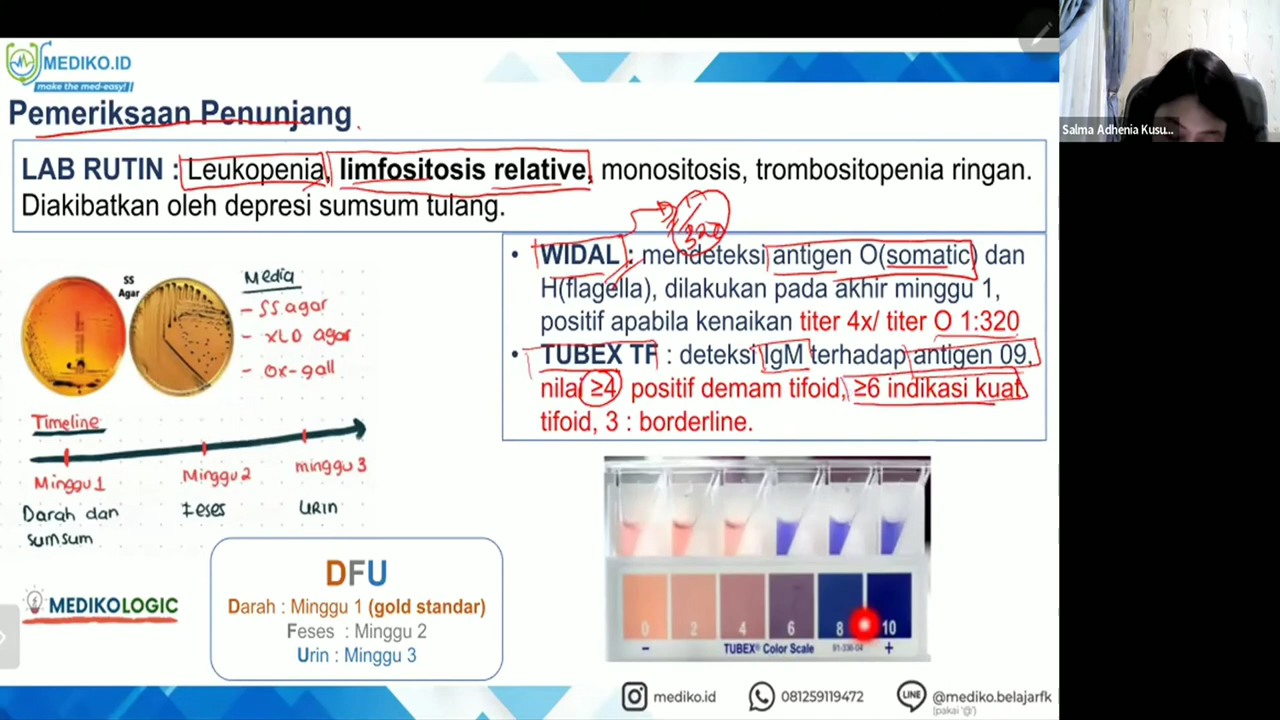 MEDIKO.ID
make the med-easy!
Salma Adhenia Kusu...
Pemeriksaan Penunjang
LAB RUTIN : Leukopenia, limfositosis relative, monositosis, trombositopenia ringan.
Diakibatkan oleh depresi sumsum tulang.
1/320
• WIDAL : mendeteksi antigen O(somatic) dan
H(flagella), dilakukan pada akhir minggu 1,
positif apabila kenaikan titer 4x/ titer O 1:320
• TUBEX TF : deteksi IgM terhadap antigen 09,
nilai ≥4 positif demam tifoid, ≥6 indikasi kuat
tifoid, 3 : borderline.
SS
Agar
Media
- SS agar
- XLD agar
- Ox-gall
Timeline
Minggu 1
Minggu 2
minggu 3
Darah dan
sumsum
Feses
Urin
MEDIKOLOGIC
DFU
Darah : Minggu 1 (gold standar)
Feses : Minggu 2
Urin : Minggu 3
0 2 4 6 8 10
- TUBEX® Color Scale +
mediko.id
081259119472
LINE
@mediko.belajarfk
(pakai '@')